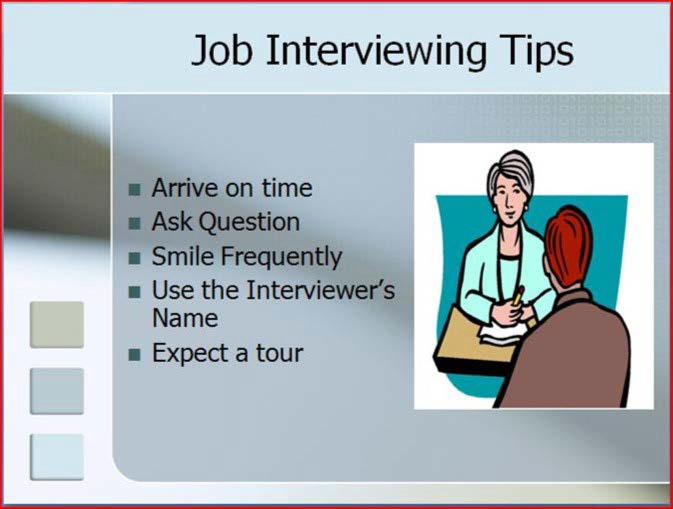 Job Interviewing Tips
Arrive on time
Ask Question
Smile Frequently
Use the Interviewer's
Name
Expect a tour